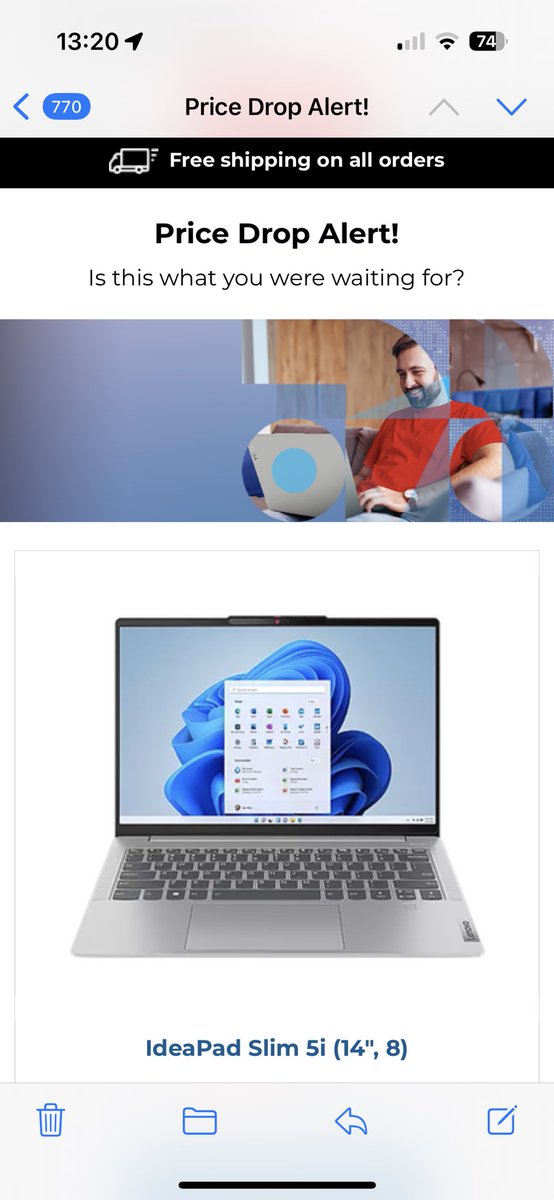 13:20
74
770
Price Drop Alert!
Free shipping on all orders
Price Drop Alert!
Is this what you were waiting for?
Lenovo
IdeaPad Slim 5i (14", 8)